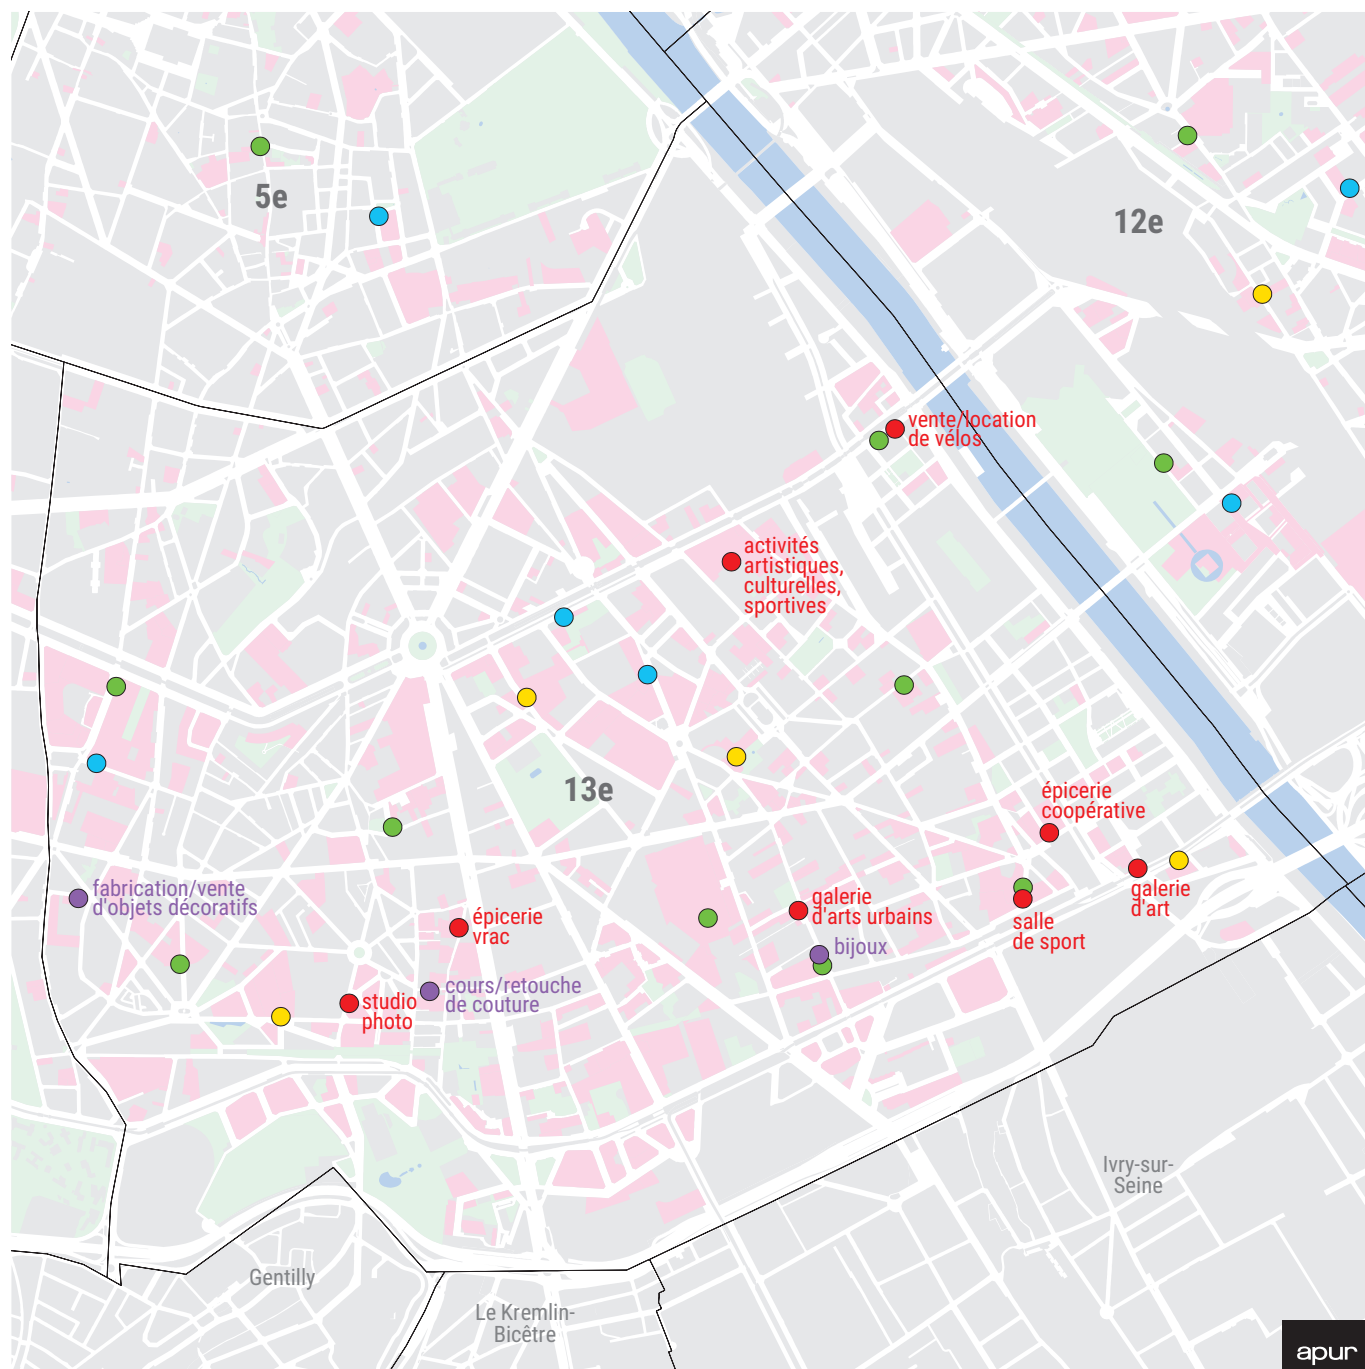 5e
12e
vente/location
de vélos
activités
artistiques,
culturelles,
sportives
13e
épicerie
coopérative
fabrication/vente
d'objets décoratifs
épicerie
vrac
galerie
d'arts urbains
galerie
d'art
salle
de sport
bijoux
cours/retouche
de couture
studio
photo
Ivry-sur-
Seine
Gentilly
Le Kremlin-
Bicêtre
apur